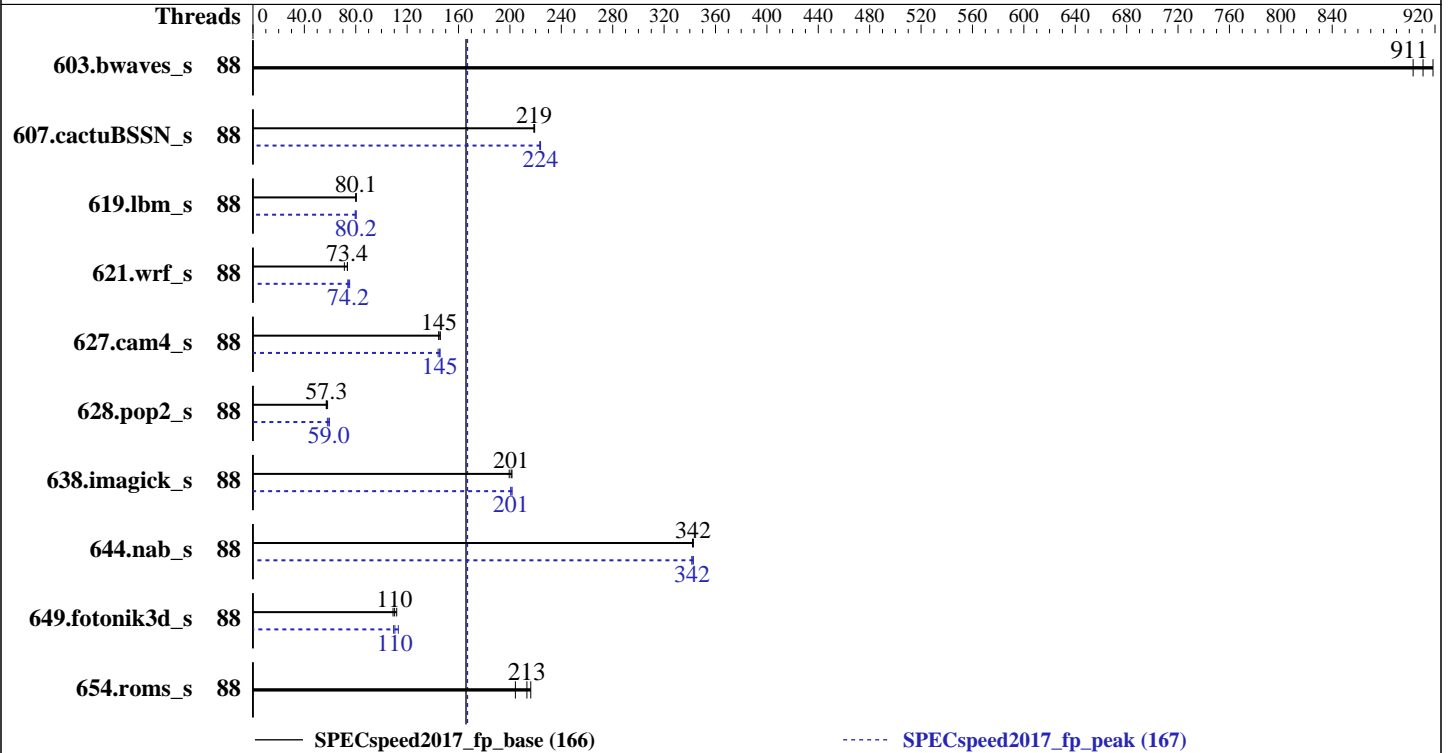 Threads 0 40.0 80.0 120 160 200 240 280 320 360 400 440 480 520 560 600 640 680 720 760 800 840 920
603.bwaves_s 88 911
607.cactuBSSN_s 88 219
224
619.lbm_s 88 80.1
80.2
621.wrf_s 88 73.4
74.2
627.cam4_s 88 145
145
628.pop2_s 88 57.3
59.0
638.imagick_s 88 201
201
644.nab_s 88 342
342
649.fotonik3d_s 88 110
110
654.roms_s 88 213
SPECspeed2017_fp_base (166) SPECspeed2017_fp_peak (167)